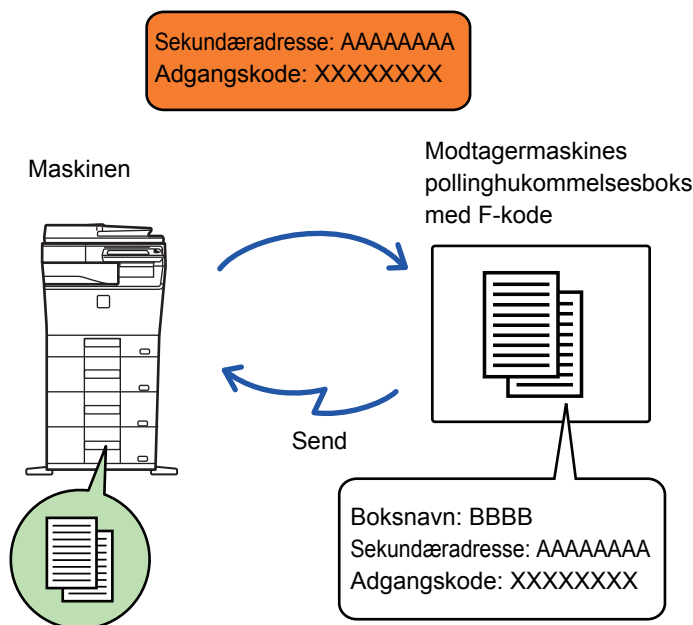 Sekundæradresse: AAAAAAAA
Adgangskode: XXXXXXXX
Maskinen
Modtagermaskines
pollinghukommelsesboks
med F-kode
Send
Boksnavn: BBBB
Sekundæradresse: AAAAAAAA
Adgangskode: XXXXXXXX